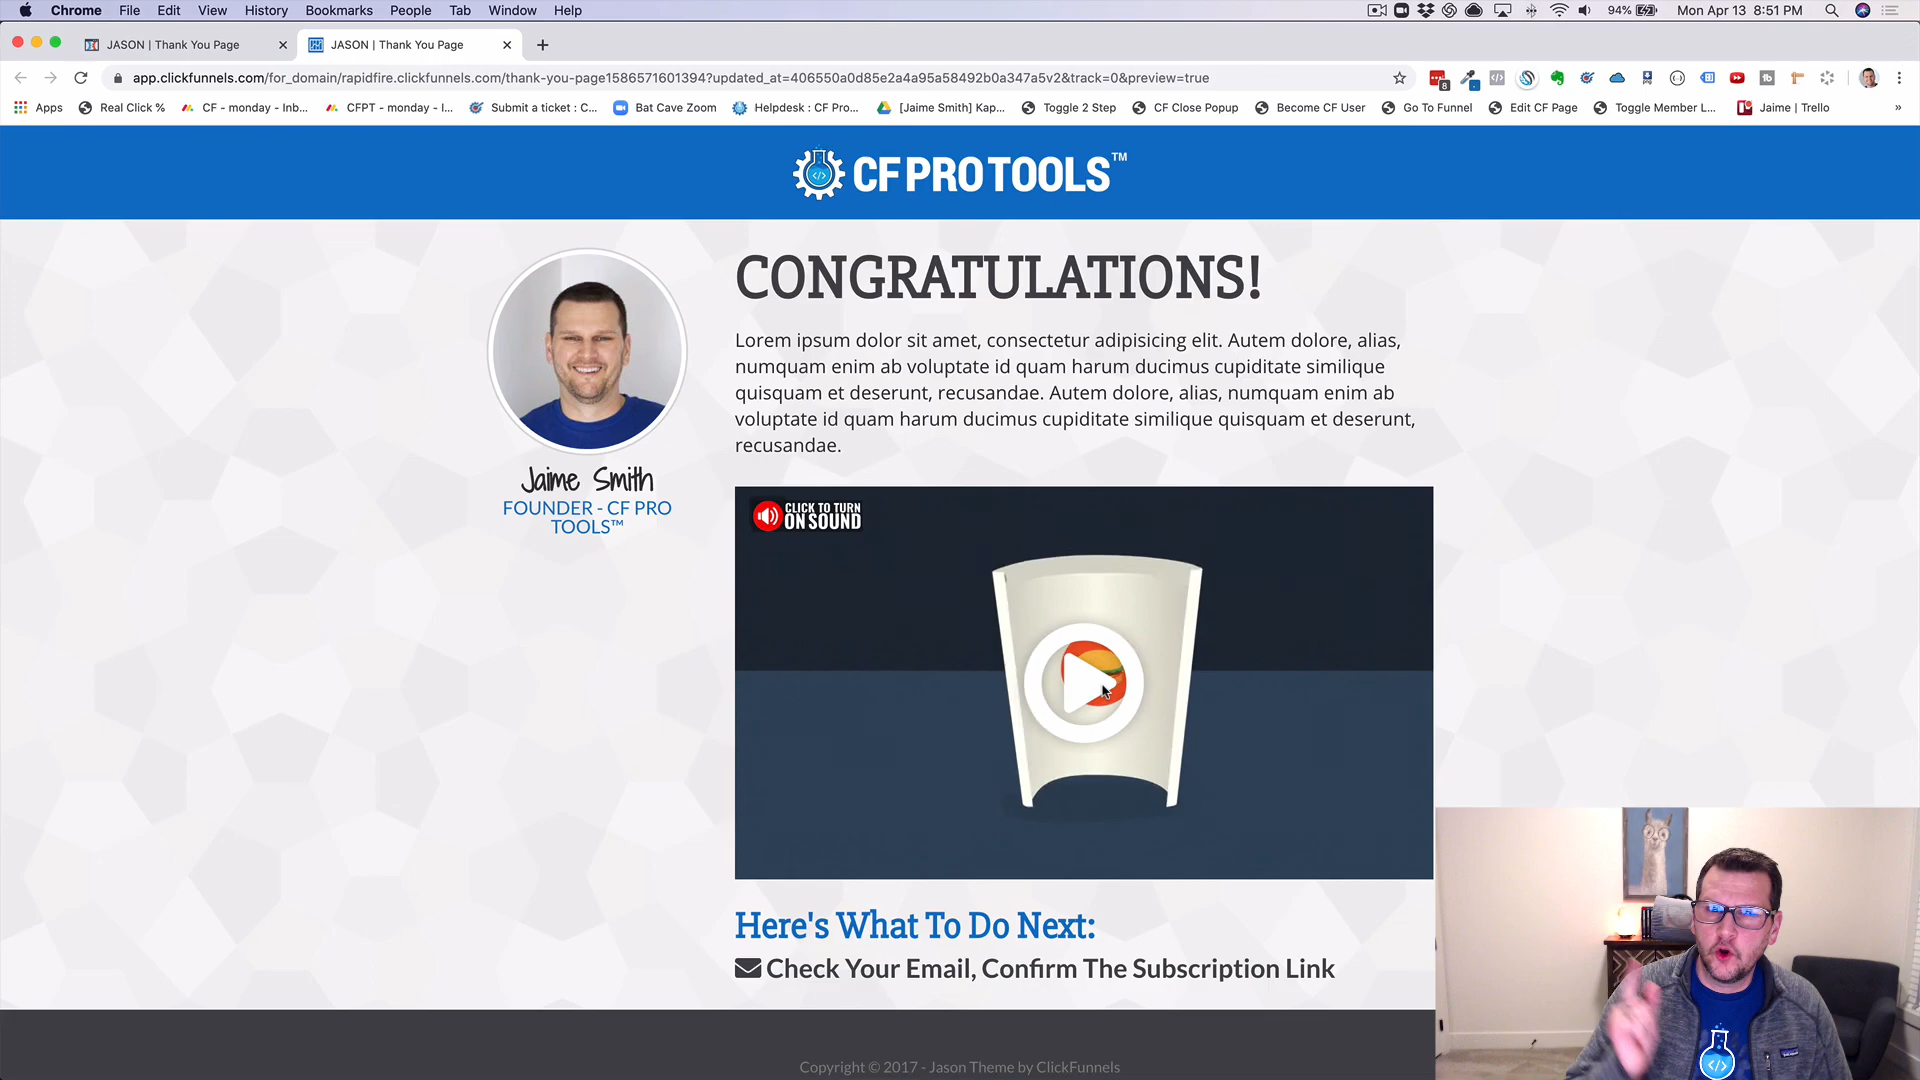 Chrome File Edit View History Bookmarks People Tab Window Help
94% Mon Apr 13 8:51 PM
JASON | Thank You Page
JASON | Thank You Page
app.clickfunnels.com/for_domain/rapidfire.clickfunnels.com/thank-you-page1586571601394?updated_at=406550a0d85e2a4a95a58492b0a347a5v2&track=0&preview=true
8
Apps Real Click % CF - monday - Inb... CFPT - monday - I... Submit a ticket : C... Bat Cave Zoom Helpdesk : CF Pro... [Jaime Smith] Kap... Toggle 2 Step CF Close Popup Become CF User Go To Funnel Edit CF Page Toggle Member L... Jaime | Trello »
CF PRO TOOLS™
CONGRATULATIONS!
Lorem ipsum dolor sit amet, consectetur adipisicing elit. Autem dolore, alias,
numquam enim ab voluptate id quam harum ducimus cupiditate similique
quisquam et deserunt, recusandae. Autem dolore, alias, numquam enim ab
voluptate id quam harum ducimus cupiditate similique quisquam et deserunt,
recusandae.
Jaime Smith
FOUNDER - CF PRO
TOOLS™
CLICK TO TURN
ON SOUND
Here's What To Do Next:
Check Your Email, Confirm The Subscription Link
Copyright © 2017 - Jason Theme by ClickFunnels